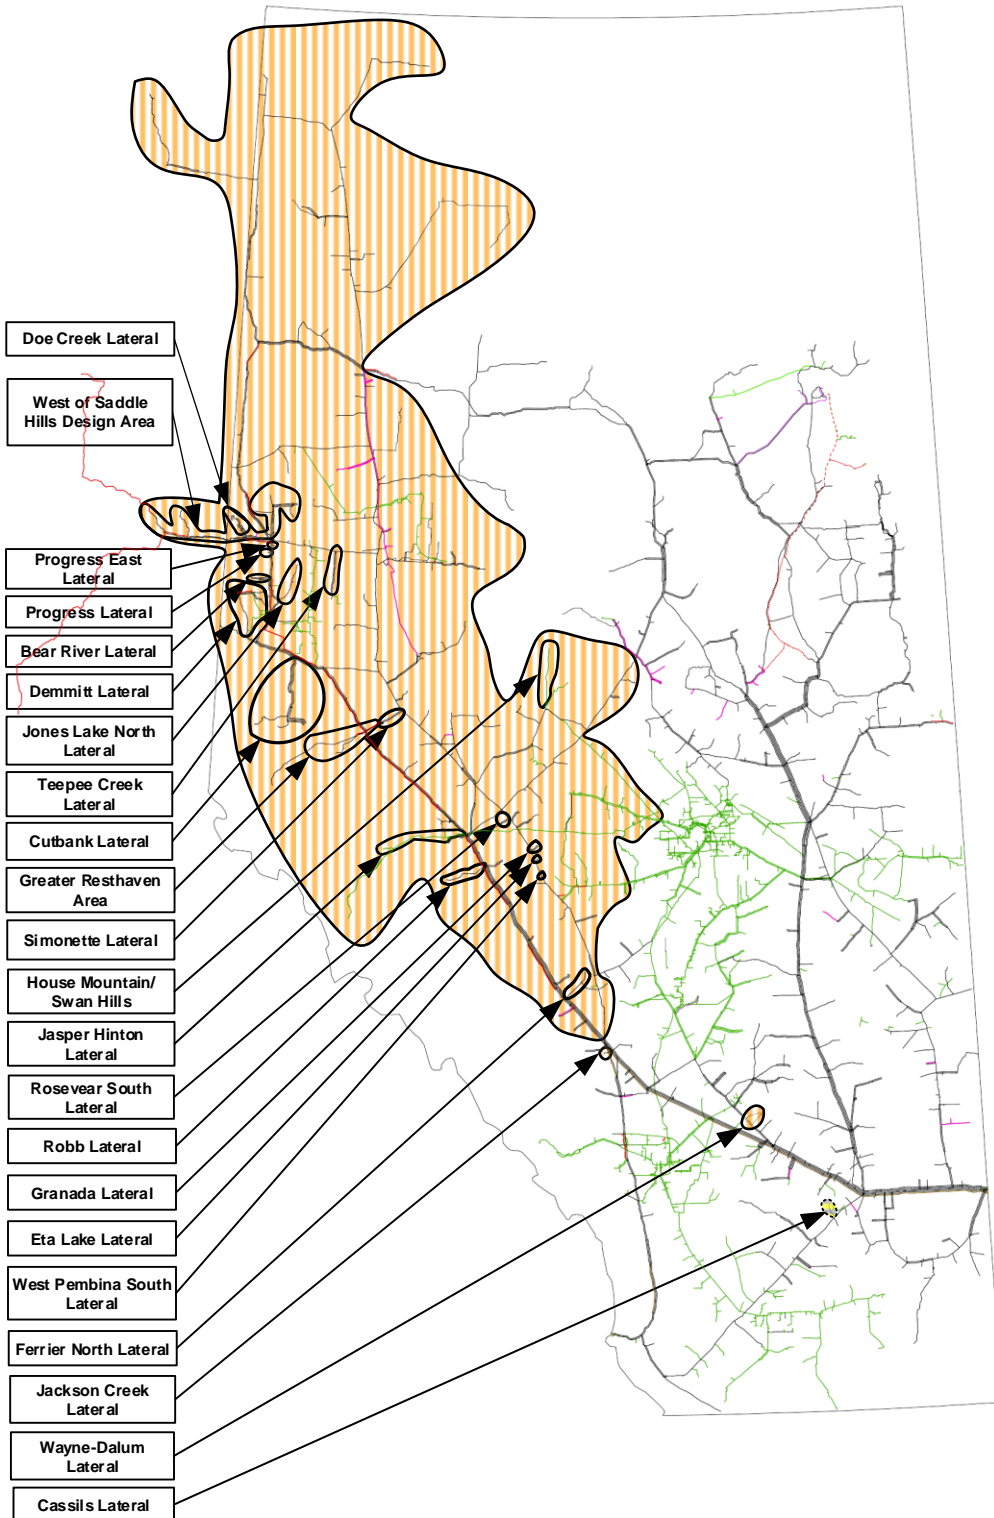 Doe Creek Lateral
West of Saddle
Hills Design Area
Progress East
Lateral
Progress Lateral
Bear River Lateral
Demmitt Lateral
Jones Lake North
Lateral
Teepee Creek
Lateral
Cutbank Lateral
Greater Resthaven
Area
Simonette Lateral
House Mountain/
Swan Hills
Jasper Hinton
Lateral
Rosevear South
Lateral
Robb Lateral
Granada Lateral
Eta Lake Lateral
West Pembina South
Lateral
Ferrier North Lateral
Jackson Creek
Lateral
Wayne-Dalum
Lateral
Cassils Lateral